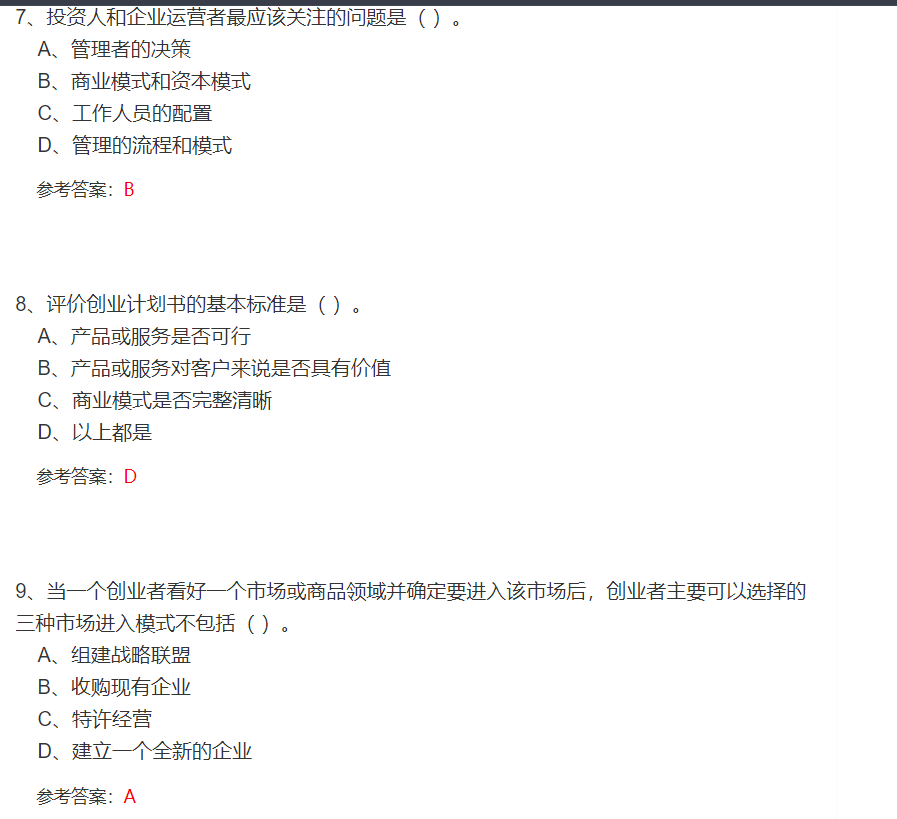 7、投资人和企业运营者最应该关注的问题是（ ）。
A、管理者的决策
B、商业模式和资本模式
C、工作人员的配置
D、管理的流程和模式
参考答案：B
8、评价创业计划书的基本标准是（ ）。
A、产品或服务是否可行
B、产品或服务对客户来说是否具有价值
C、商业模式是否完整清晰
D、以上都是
参考答案：D
9、当一个创业者看好一个市场或商品领域并确定要进入该市场后，创业者主要可以选择的
三种市场进入模式不包括（ ）。
A、组建战略联盟
B、收购现有企业
C、特许经营
D、建立一个全新的企业
参考答案：A